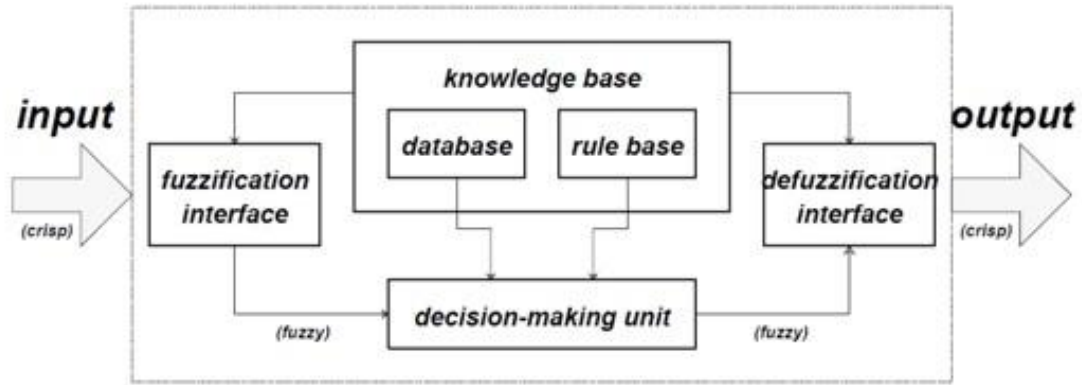 knowledge base
input
output
database
rule base
fuzzification
interface
defuzzification
interface
(crisp)
(crisp)
decision-making unit
(fuzzy)
(fuzzy)